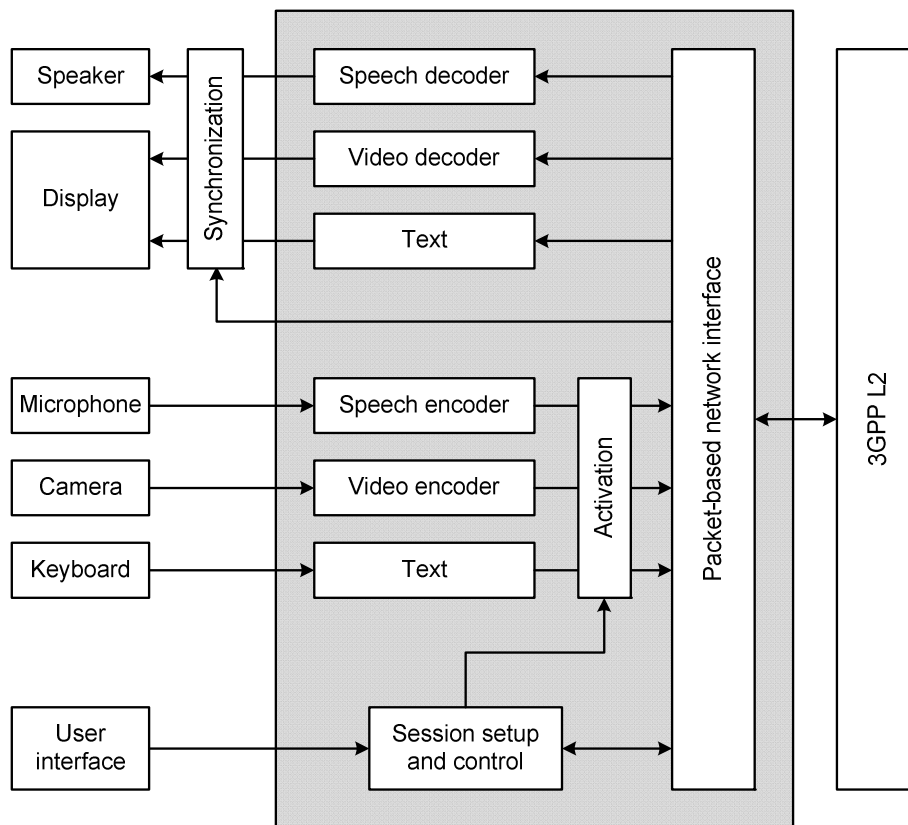 Speaker
Synchronization
Speech decoder
Display
Video decoder
Text
Packet-based network interface
3GPP L2
Microphone
Speech encoder
Activation
Camera
Video encoder
Keyboard
Text
User
interface
Session setup
and control